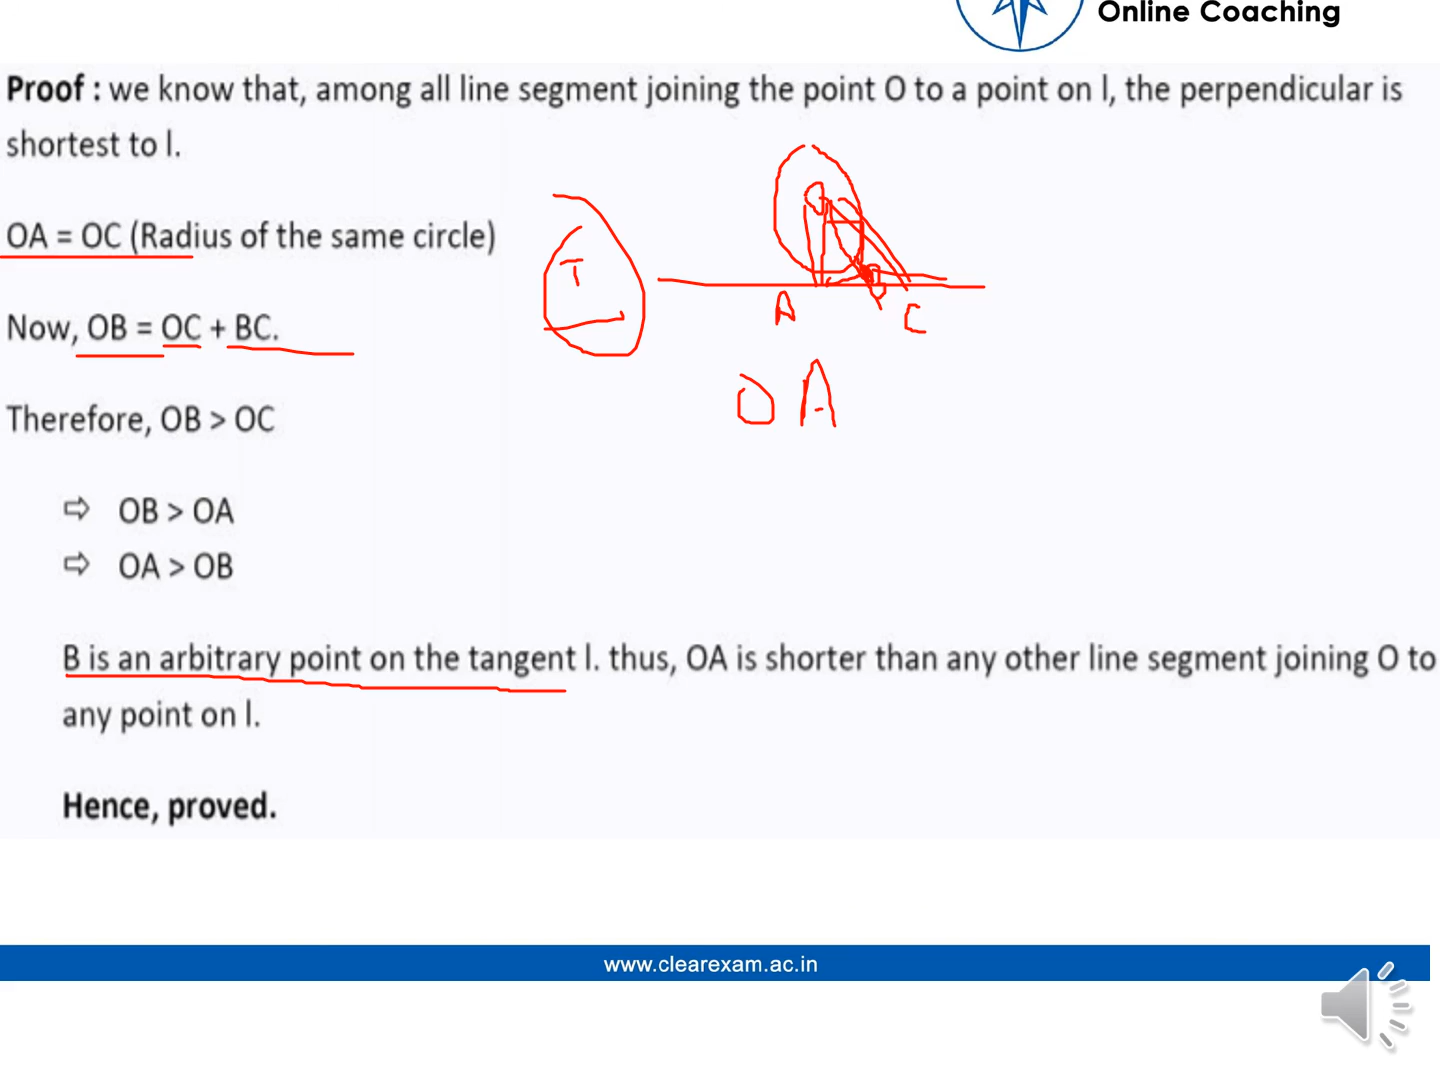 Online Coaching
Proof : we know that, among all line segment joining the point O to a point on l, the perpendicular is
shortest to l.
OA = OC (Radius of the same circle)
T
A
C
Now, OB = OC + BC.
O A
Therefore, OB > OC
⇨ OB > OA
⇨ OA > OB
B is an arbitrary point on the tangent l. thus, OA is shorter than any other line segment joining O to
any point on l.
Hence, proved.
www.clearexam.ac.in